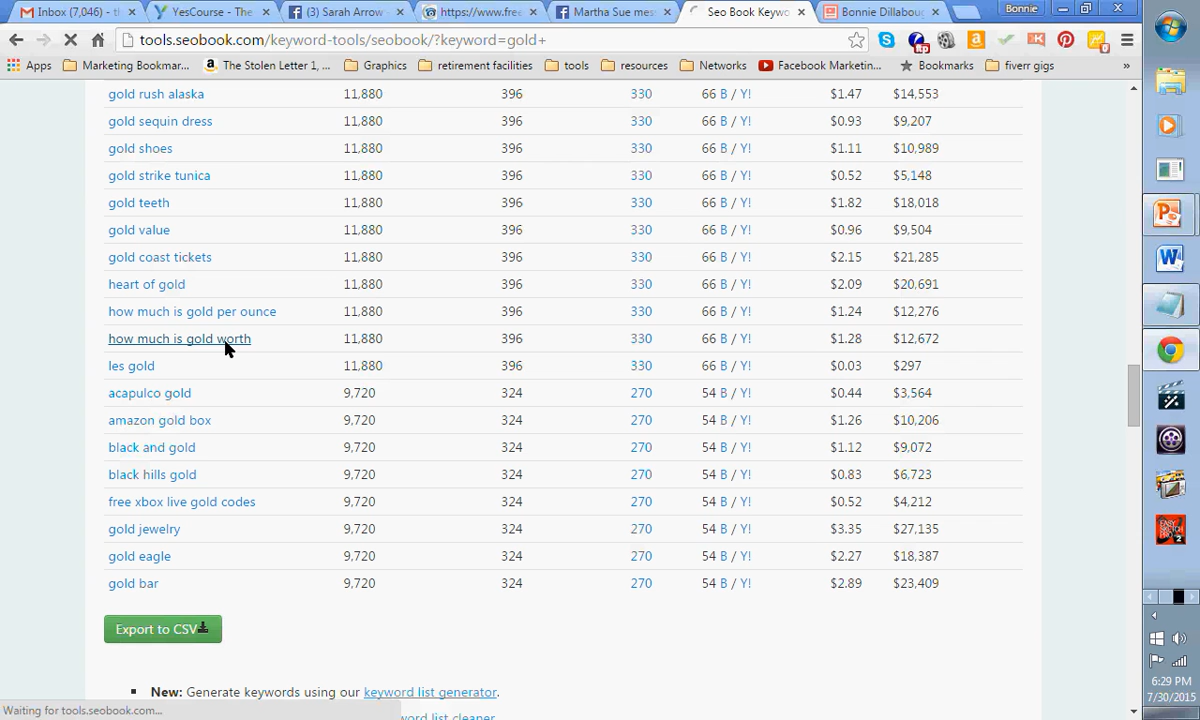 Inbox (7,046) - th
YesCourse - The
(3) Sarah Arrow -
https://www.free
Martha Sue mes
Seo Book Keywo
Bonnie Dillaboug
Bonnie
tools.seobook.com/keyword-tools/seobook/?keyword=gold+
Apps
Marketing Bookmar...
The Stolen Letter 1, ...
Graphics
retirement facilities
tools
resources
Networks
Facebook Marketin...
Bookmarks
fiverr gigs
»
gold rush alaska 11,880 396 330 66 B / Y! $1.47 $14,553
gold sequin dress 11,880 396 330 66 B / Y! $0.93 $9,207
gold shoes 11,880 396 330 66 B / Y! $1.11 $10,989
gold strike tunica 11,880 396 330 66 B / Y! $0.52 $5,148
gold teeth 11,880 396 330 66 B / Y! $1.82 $18,018
gold value 11,880 396 330 66 B / Y! $0.96 $9,504
gold coast tickets 11,880 396 330 66 B / Y! $2.15 $21,285
heart of gold 11,880 396 330 66 B / Y! $2.09 $20,691
how much is gold per ounce 11,880 396 330 66 B / Y! $1.24 $12,276
how much is gold worth 11,880 396 330 66 B / Y! $1.28 $12,672
les gold 11,880 396 330 66 B / Y! $0.03 $297
acapulco gold 9,720 324 270 54 B / Y! $0.44 $3,564
amazon gold box 9,720 324 270 54 B / Y! $1.26 $10,206
black and gold 9,720 324 270 54 B / Y! $1.12 $9,072
black hills gold 9,720 324 270 54 B / Y! $0.83 $6,723
free xbox live gold codes 9,720 324 270 54 B / Y! $0.52 $4,212
gold jewelry 9,720 324 270 54 B / Y! $3.35 $27,135
gold eagle 9,720 324 270 54 B / Y! $2.27 $18,387
gold bar 9,720 324 270 54 B / Y! $2.89 $23,409
Export to CSV
New: Generate keywords using our keyword list generator.
word list cleaner
Waiting for tools.seobook.com...
6:29 PM
7/30/2015